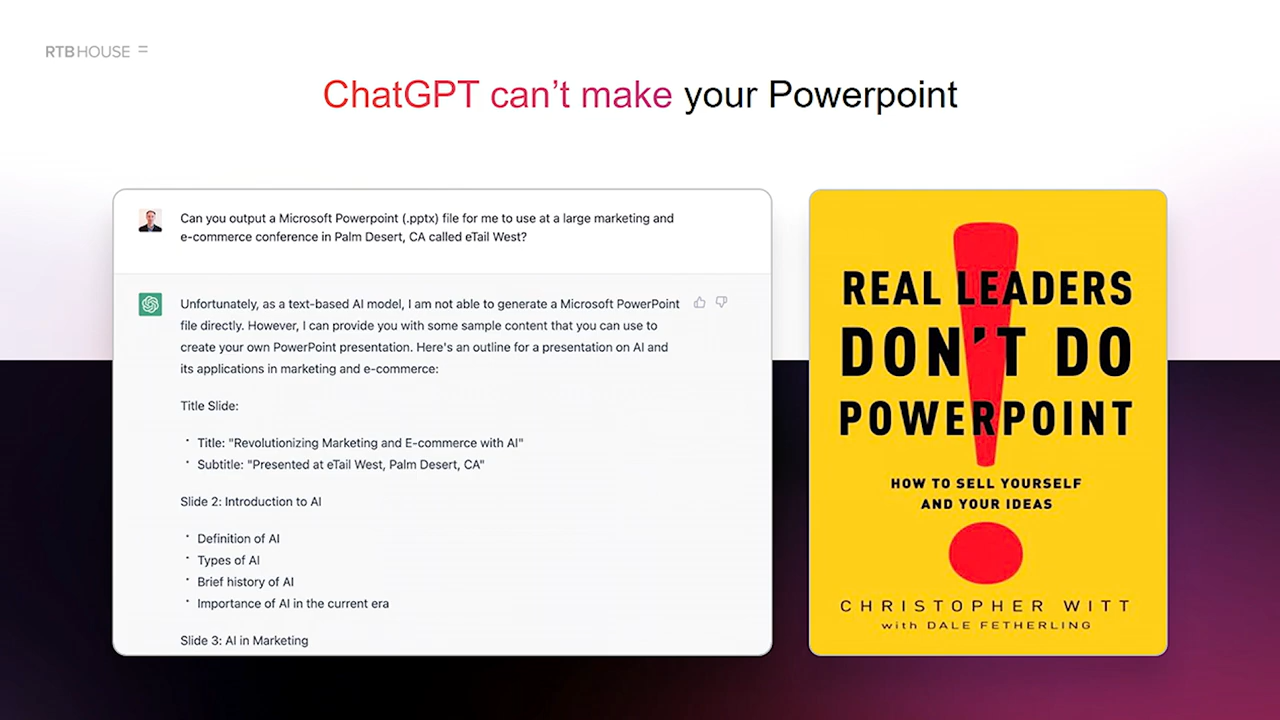 RTBHOUSE =
ChatGPT can’t make your Powerpoint
Can you output a Microsoft Powerpoint (.pptx) file for me to use at a large marketing and
e-commerce conference in Palm Desert, CA called eTail West?
Unfortunately, as a text-based AI model, I am not able to generate a Microsoft PowerPoint
file directly. However, I can provide you with some sample content that you can use to
create your own PowerPoint presentation. Here's an outline for a presentation on AI and
its applications in marketing and e-commerce:
Title Slide:
• Title: "Revolutionizing Marketing and E-commerce with AI"
• Subtitle: "Presented at eTail West, Palm Desert, CA"
Slide 2: Introduction to AI
• Definition of AI
• Types of AI
• Brief history of AI
• Importance of AI in the current era
Slide 3: AI in Marketing
REAL LEADERS
DON'T DO
POWERPOINT
HOW TO SELL YOURSELF
AND YOUR IDEAS
CHRISTOPHER WITT
with DALE FETHERLING